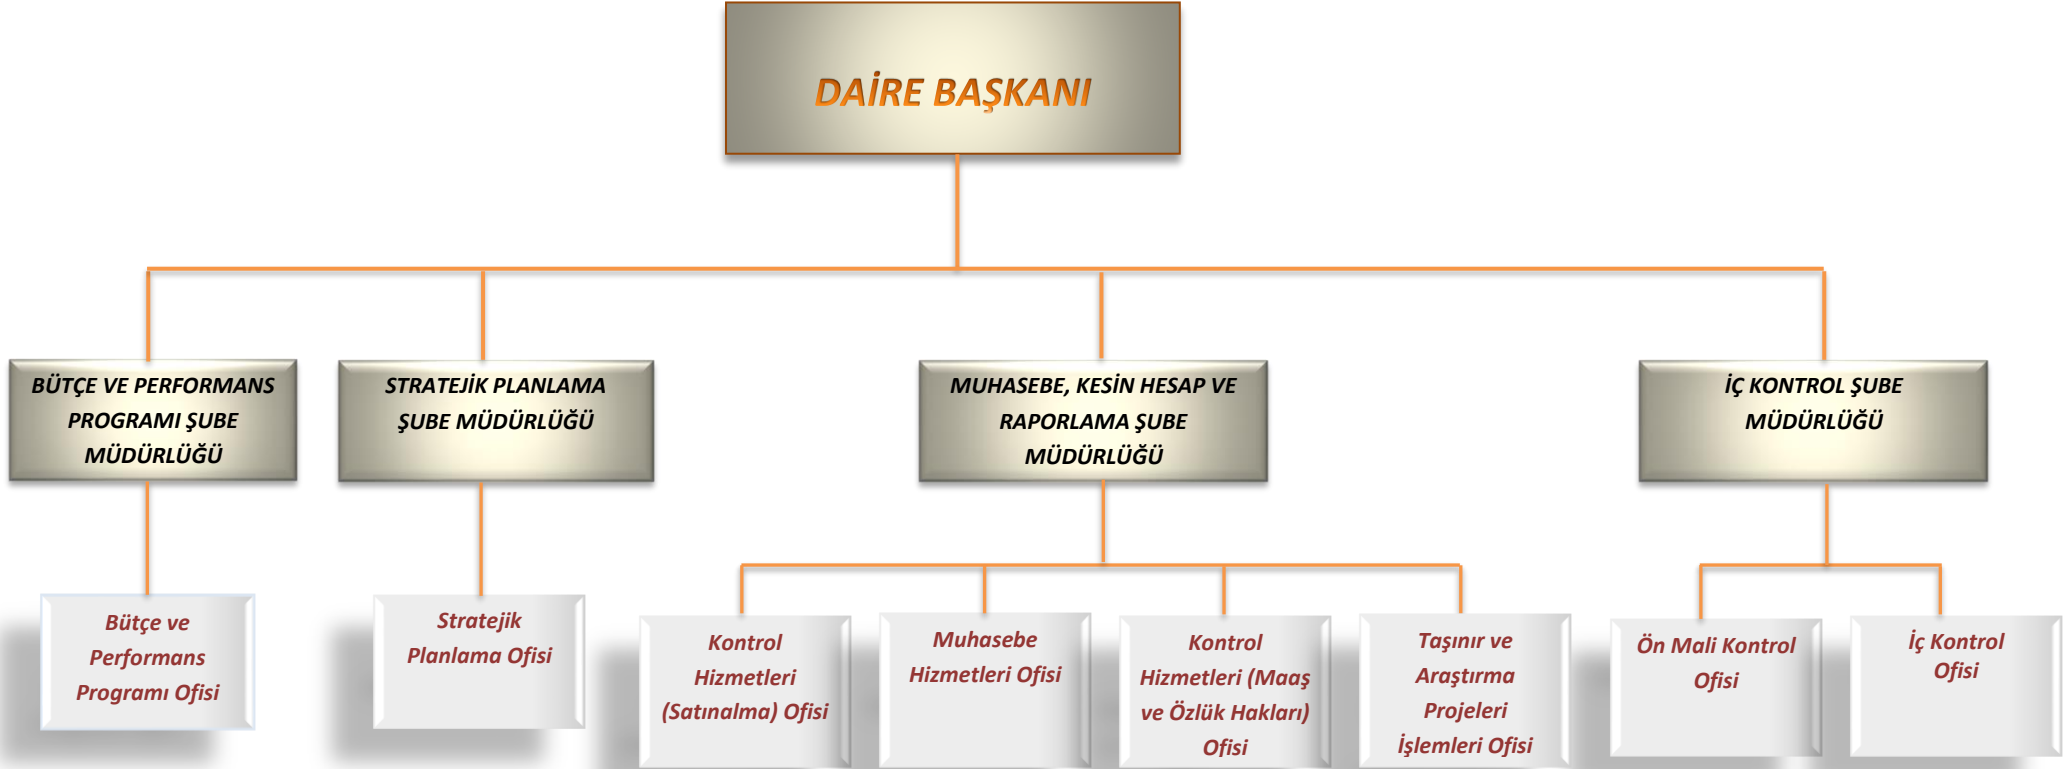 DAİRE BAŞKANI
BÜTÇE VE PERFORMANS
PROGRAMI ŞUBE
MÜDÜRLÜĞÜ
STRATEJİK PLANLAMA
ŞUBE MÜDÜRLÜĞÜ
MUHASEBE, KESİN HESAP VE
RAPORLAMA ŞUBE
MÜDÜRLÜĞÜ
İÇ KONTROL ŞUBE
MÜDÜRLÜĞÜ
Bütçe ve
Performans
Programı Ofisi
Stratejik
Planlama Ofisi
Kontrol
Hizmetleri
(Satınalma) Ofisi
Muhasebe
Hizmetleri Ofisi
Kontrol
Hizmetleri (Maaş
ve Özlük Hakları)
Ofisi
Taşınır ve
Araştırma
Projeleri
İşlemleri Ofisi
Ön Mali Kontrol
Ofisi
İç Kontrol
Ofisi